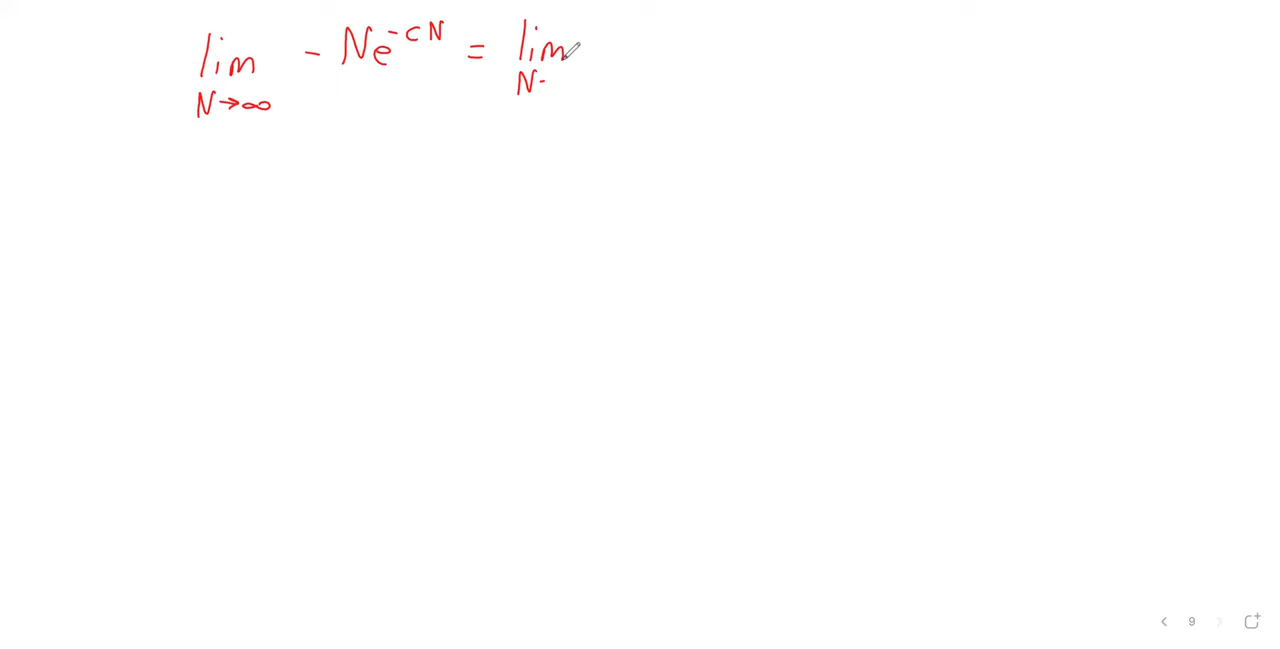 lim - Ne^{-cN} = lim
N→∞ N-
9